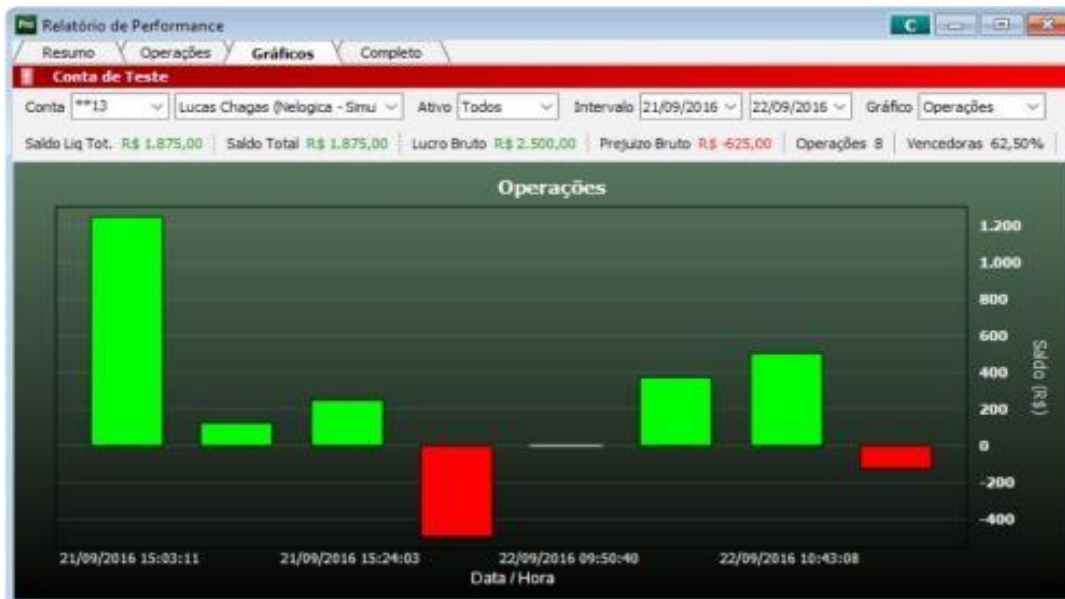 Relatório de Performance
C
Resumo Operações Gráficos Completo
Conta de Teste
Conta **13 Lucas Chagas (Nelogica - Simul Ativo Todos Intervalo 21/09/2016 22/09/2016 Gráfico Operações
Saldo Liq Tot. R$ 1.875,00 Saldo Total R$ 1.875,00 Lucro Bruto R$ 2.500,00 Prejuízo Bruto R$ -625,00 Operações 8 Vencedoras 62,50%
Operações
1.200
1.000
800
600
400
200
0
-200
-400
Saldo (R$)
21/09/2016 15:03:11 21/09/2016 15:24:03 22/09/2016 09:50:40 22/09/2016 10:43:08
Data / Hora